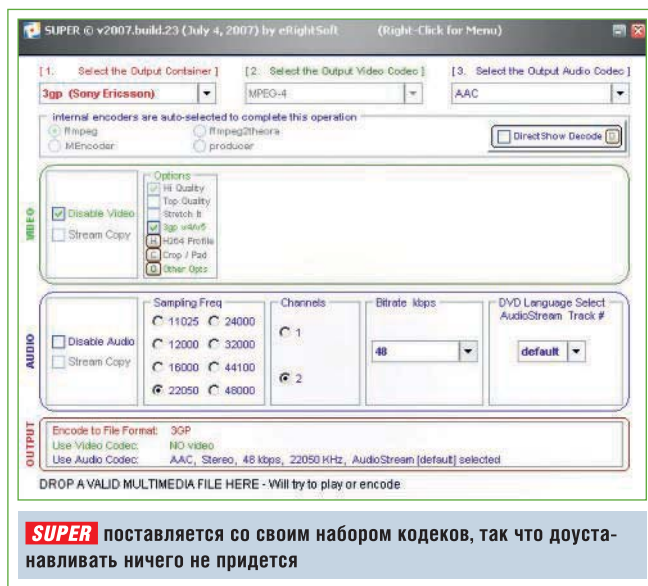 SUPER © v2007.build.23 (July 4, 2007) by eRightSoft (Right-Click for Menu)
[1. Select the Output Container] [2. Select the Output Video Codec] [3. Select the Output Audio Codec]
3gp (Sony Ericsson) MPEG-4 AAC
internal encoders are auto-selected to complete this operation
ffmpeg ffmpeg2theora
MEncoder producer
DirectShow Decode D
VIDEO
Disable Video
Stream Copy
Options
Hi Quality
Top Quality
Stretch It
3gp v4/v5
H H264 Profile
C Crop / Pad
O Other Opts
AUDIO
Disable Audio
Stream Copy
Sampling Freq
11025 24000
12000 32000
16000 44100
22050 48000
Channels
1
2
Bitrate kbps
48
DVD Language Select
AudioStream Track #
default
OUTPUT
Encode to File Format: 3GP
Use Video Codec: NO video
Use Audio Codec: AAC, Stereo, 48 kbps, 22050 KHz, AudioStream [default] selected
DROP A VALID MULTIMEDIA FILE HERE - Will try to play or encode
SUPER поставляется со своим набором кодеков, так что доуста-
навливать ничего не придется